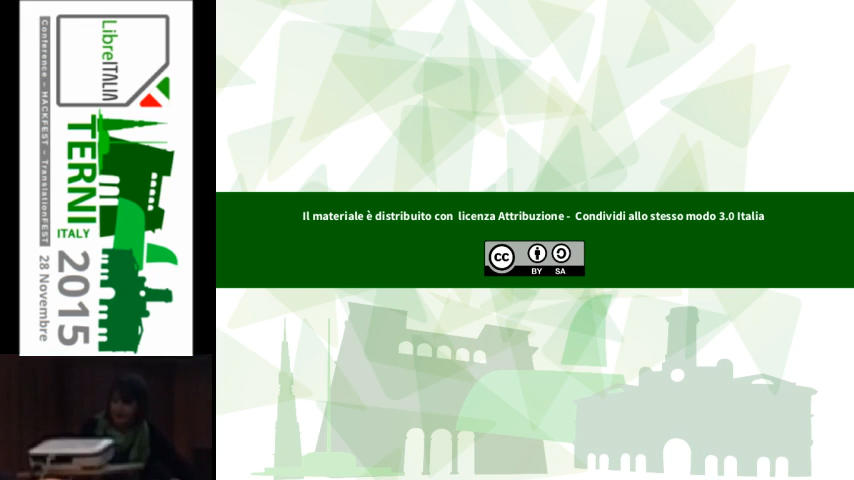 LibreITALIA
Conference – HACKFEST – TranslationFEST
TERNI
ITALY
2015
28 Novembre
Il materiale è distribuito con licenza Attribuzione - Condividi allo stesso modo 3.0 Italia
cc
BY SA